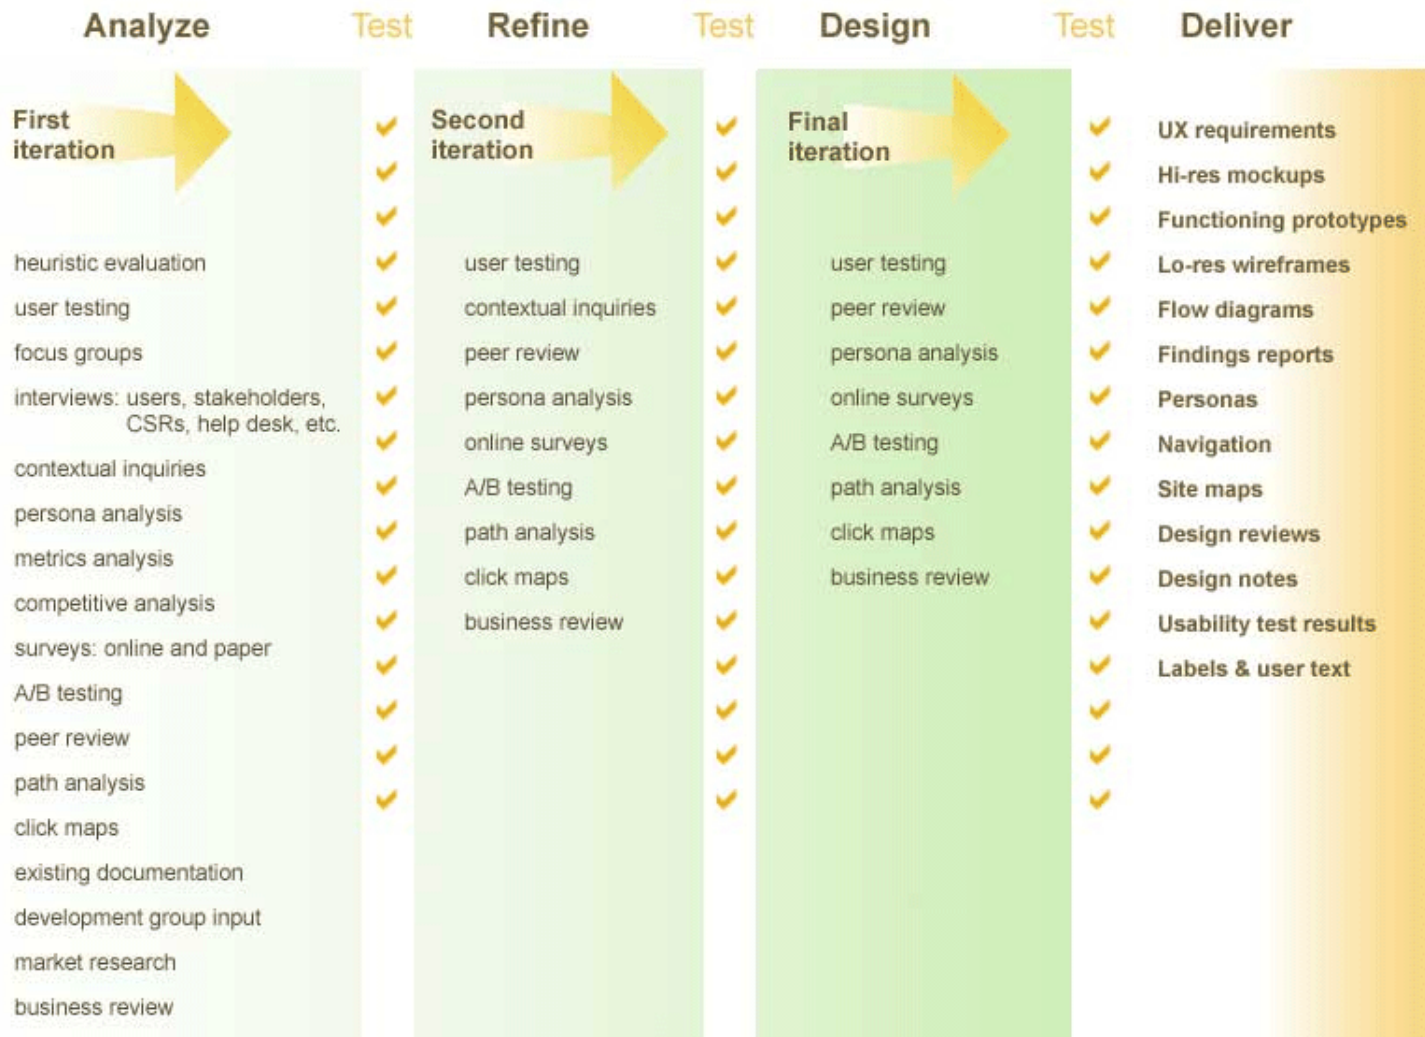 Analyze
Test
Refine
Test
Design
Test
Deliver
First
iteration
heuristic evaluation
user testing
focus groups
interviews: users, stakeholders,
CSRs, help desk, etc.
contextual inquiries
persona analysis
metrics analysis
competitive analysis
surveys: online and paper
A/B testing
peer review
path analysis
click maps
existing documentation
development group input
market research
business review
Second
iteration
user testing
contextual inquiries
peer review
persona analysis
online surveys
A/B testing
path analysis
click maps
business review
Final
iteration
user testing
peer review
persona analysis
online surveys
A/B testing
path analysis
click maps
business review
UX requirements
Hi-res mockups
Functioning prototypes
Lo-res wireframes
Flow diagrams
Findings reports
Personas
Navigation
Site maps
Design reviews
Design notes
Usability test results
Labels & user text